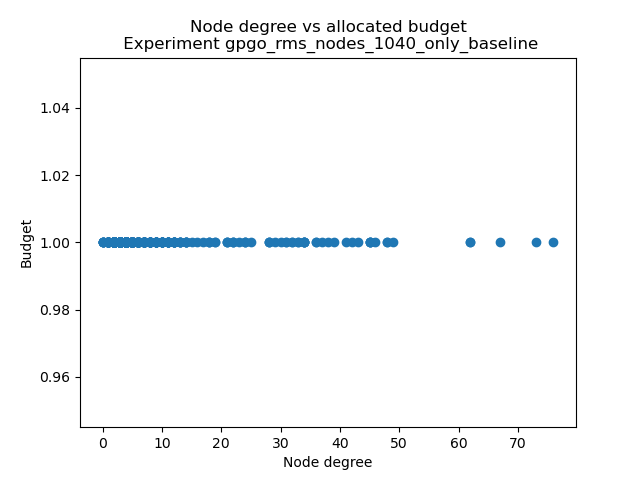 Node degree vs allocated budget
Experiment gpgo_rms_nodes_1040_only_baseline
1.04
1.02
1.00
0.98
0.96
Budget
0 10 20 30 40 50 60 70
Node degree